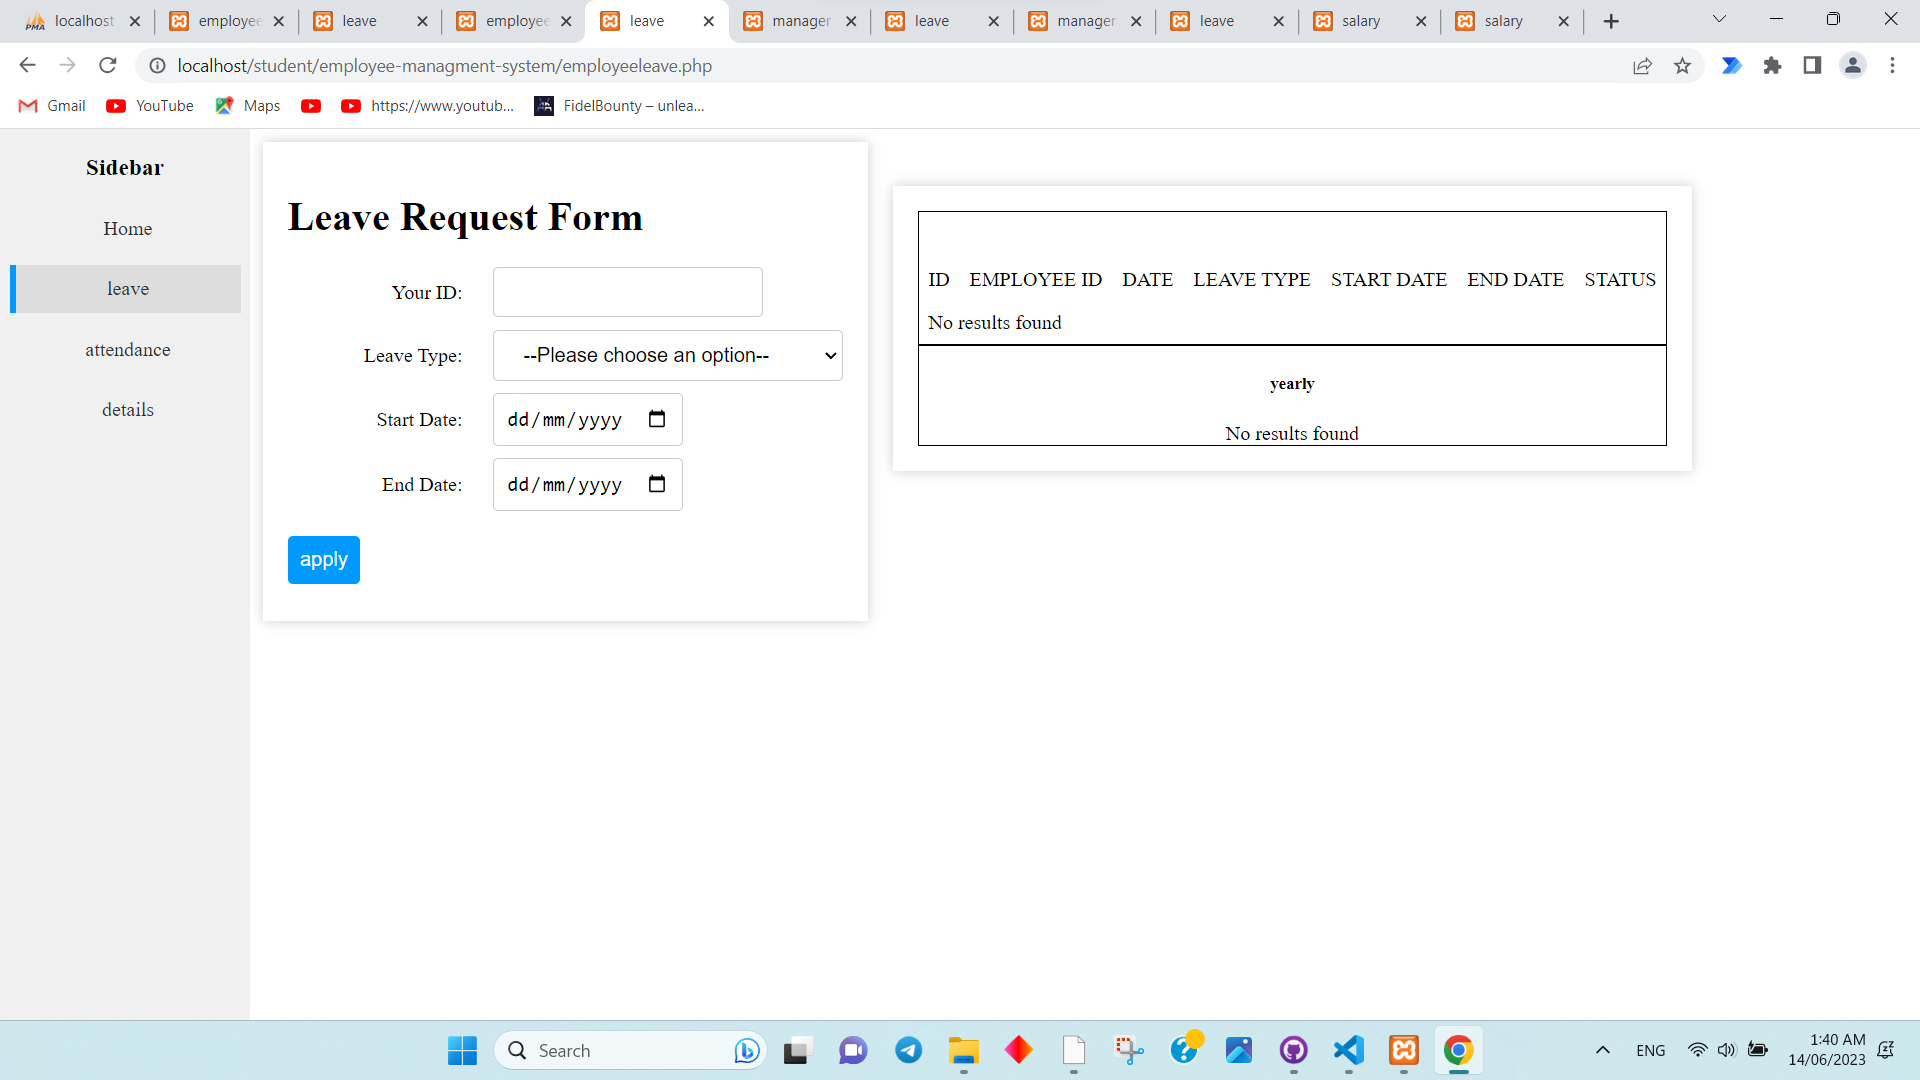 localhost
employee
leave
employee
leave
manager
leave
manager
leave
salary
salary
localhost/student/employee-managment-system/employeeleave.php
Gmail
YouTube
Maps
https://www.youtub...
FidelBounty – unlea...
Sidebar
Home
leave
attendance
details
Leave Request Form
Your ID:
Leave Type: --Please choose an option--
Start Date: dd/mm/yyyy
End Date: dd/mm/yyyy
apply
ID EMPLOYEE ID DATE LEAVE TYPE START DATE END DATE STATUS
No results found
yearly
No results found
Search
ENG
1:40 AM
14/06/2023